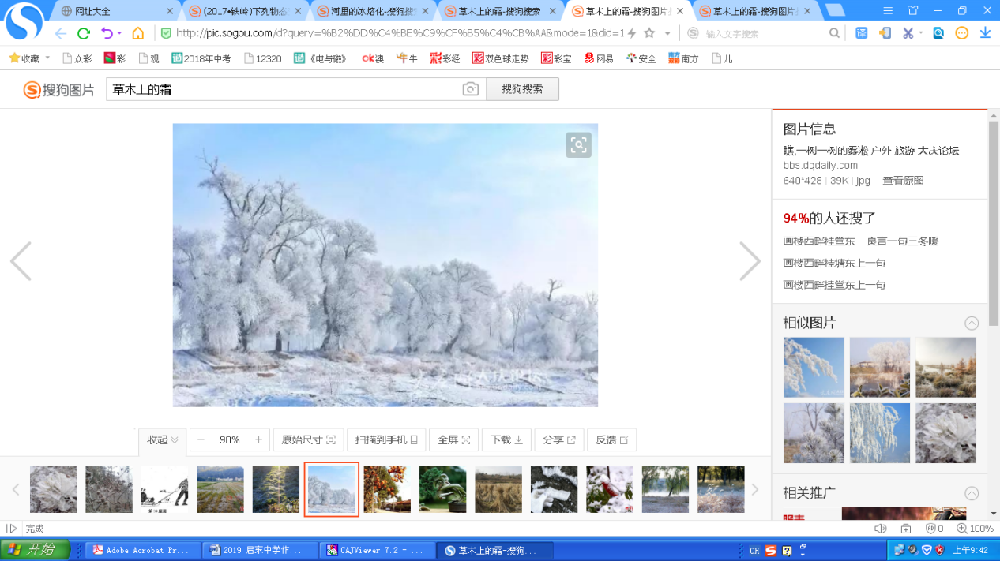 网址大全
(2017•铁岭)下列物态
河里的冰熔化-搜狗搜
草木上的霜-搜狗搜索
草木上的霜-搜狗图片
草木上的霜-搜狗图片
http://pic.sogou.com/d?query=%B2%DD%C4%BE%C9%CF%B5%C4%CB%AA&mode=1&did=1
输入文字搜索
译
收藏
众彩
彩
观
2018年中考
12320
《电与磁》
ok澳
牛
彩经
双色球走势
彩宝
网易
安全
南方
儿
搜狗图片
草木上的霜
搜狗搜索
图片信息
瞧,一树一树的雾凇 户外 旅游 大庆论坛
bbs.dqdaily.com
640*428 | 39K | jpg 查看原图
94%的人还搜了
画楼西畔桂堂东 良言一句三冬暖
画楼西畔桂塘东上一句
画楼西畔挂堂东上一句
相似图片
收起
90%
原始尺寸
扫描到手机
全屏
下载
分享
反馈
相关推广
完成
0
100%
开始
Adobe Acrobat Pr...
2019 启东中学作...
CAJViewer 7.2 - ...
草木上的霜-搜狗...
CH
上午9:42